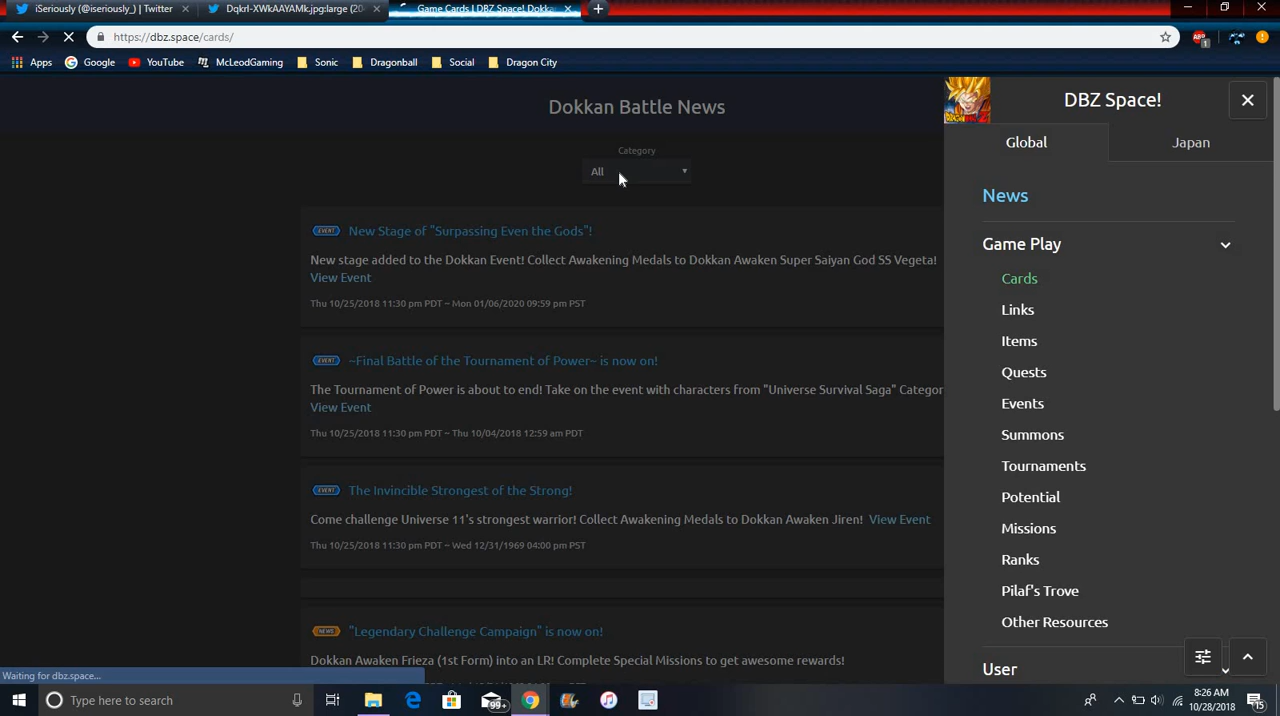 iSeriously (@iseriously_) | Twitter
Dqkrl-XWkAAYAMk.jpg:large (20
Game Cards | DBZ Space! Dokkan
https://dbz.space/cards/
ABP
1
Apps
Google
YouTube
McLeodGaming
Sonic
Dragonball
Social
Dragon City
Dokkan Battle News
Category
All
EVENT New Stage of "Surpassing Even the Gods"!
New stage added to the Dokkan Event! Collect Awakening Medals to Dokkan Awaken Super Saiyan God SS Vegeta!
View Event
Thu 10/25/2018 11:30 pm PDT ~ Mon 01/06/2020 09:59 pm PST
EVENT ~Final Battle of the Tournament of Power~ is now on!
The Tournament of Power is about to end! Take on the event with characters from "Universe Survival Saga" Categor
View Event
Thu 10/25/2018 11:30 pm PDT ~ Thu 10/04/2018 12:59 am PDT
EVENT The Invincible Strongest of the Strong!
Come challenge Universe 11's strongest warrior! Collect Awakening Medals to Dokkan Awaken Jiren! View Event
Thu 10/25/2018 11:30 pm PDT ~ Wed 12/31/1969 04:00 pm PST
NEWS "Legendary Challenge Campaign" is now on!
Dokkan Awaken Frieza (1st Form) into an LR! Complete Special Missions to get awesome rewards!
DBZ Space!
Global
Japan
News
Game Play
Cards
Links
Items
Quests
Events
Summons
Tournaments
Potential
Missions
Ranks
Pilaf's Trove
Other Resources
User
Waiting for dbz.space...
Type here to search
99+
8:26 AM
10/28/2018
15